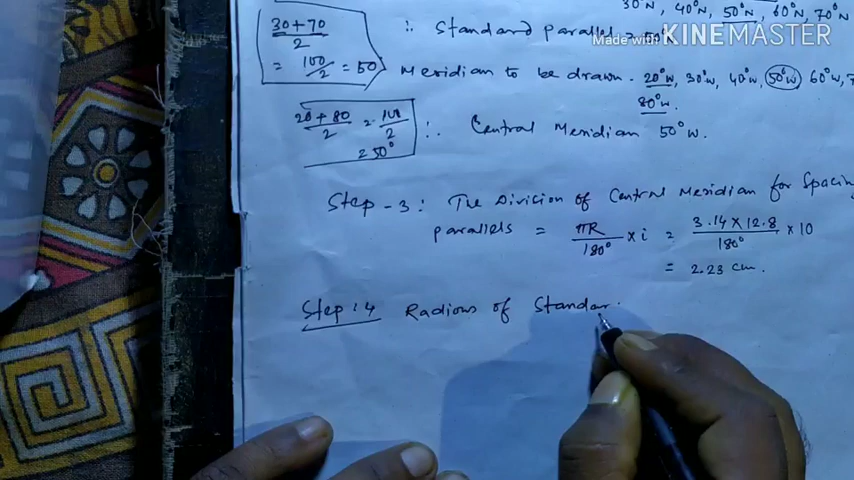 30°N, 40°N, 50°N, 60°N, 70°N
30+70
2
= 100/2 = 50
∴ Standard parallel = 50°N
Made with KINEMASTER
Meridian to be drawn. 20°W, 30°W, 40°W, 50°W 60°W, 7
80°W.
20 + 80
2
= 100
2
= 50°
∴ Central Meridian 50°W.
Step-3: The Division of Central Meridian for Spacing
parallels = πR/180° × i = 3.14 × 12.8/180° × 10
= 2.23 cm.
Step:4 Radious of Standar